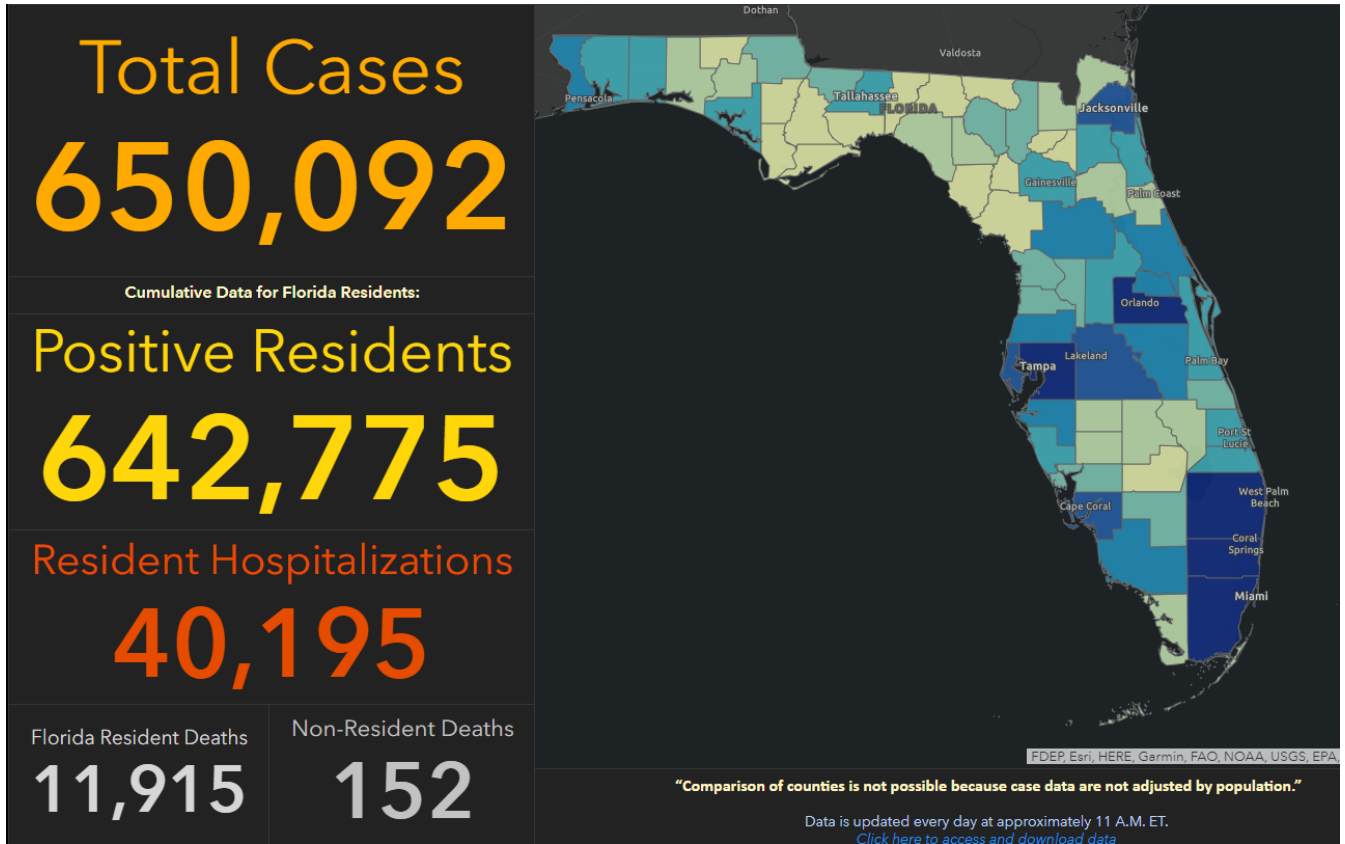 Total Cases
650,092
Cumulative Data for Florida Residents:
Positive Residents
642,775
Resident Hospitalizations
40,195
Florida Resident Deaths
11,915
Non-Resident Deaths
152
Dothan
Valdosta
Pensacola
Tallahassee
FLORIDA
Jacksonville
Gainesville
Palm Coast
Orlando
Tampa
Lakeland
Palm Bay
Port St
Lucie
Cape Coral
West Palm
Beach
Coral
Springs
Miami
FDEP, Esri, HERE, Garmin, FAO, NOAA, USGS, EPA,
“Comparison of counties is not possible because case data are not adjusted by population.”
Data is updated every day at approximately 11 A.M. ET.
Click here to access and download data